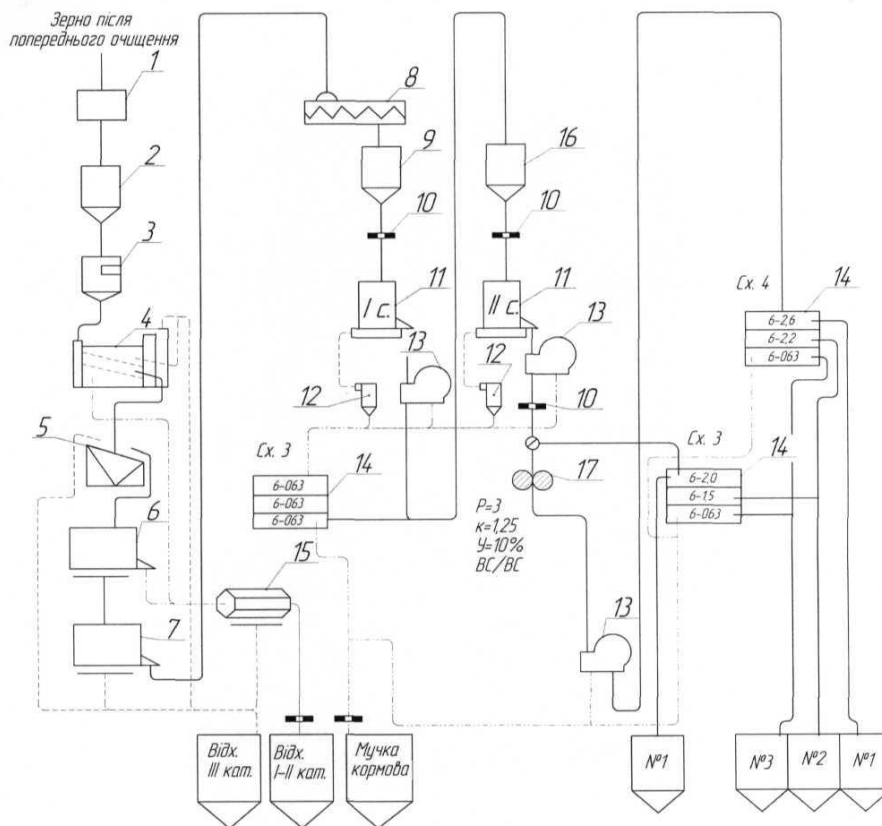 Зерно після
попереднього очищення
1
2
3
4
5
6
7
8
9
10
I с.
11
12
13
16
10
II с.
11
12
13
10
17
P=3
к=1,25
У=10%
ВС/ВС
Сх. 3
14
6-063
6-063
6-063
15
Сх. 4
14
6-2,6
6-2,2
6-063
Сх. 3
14
6-2,0
6-1,5
6-063
13
Відх.
III кат.
Відх.
I-II кат.
Мучка
кормова
№1
№3
№2
№1